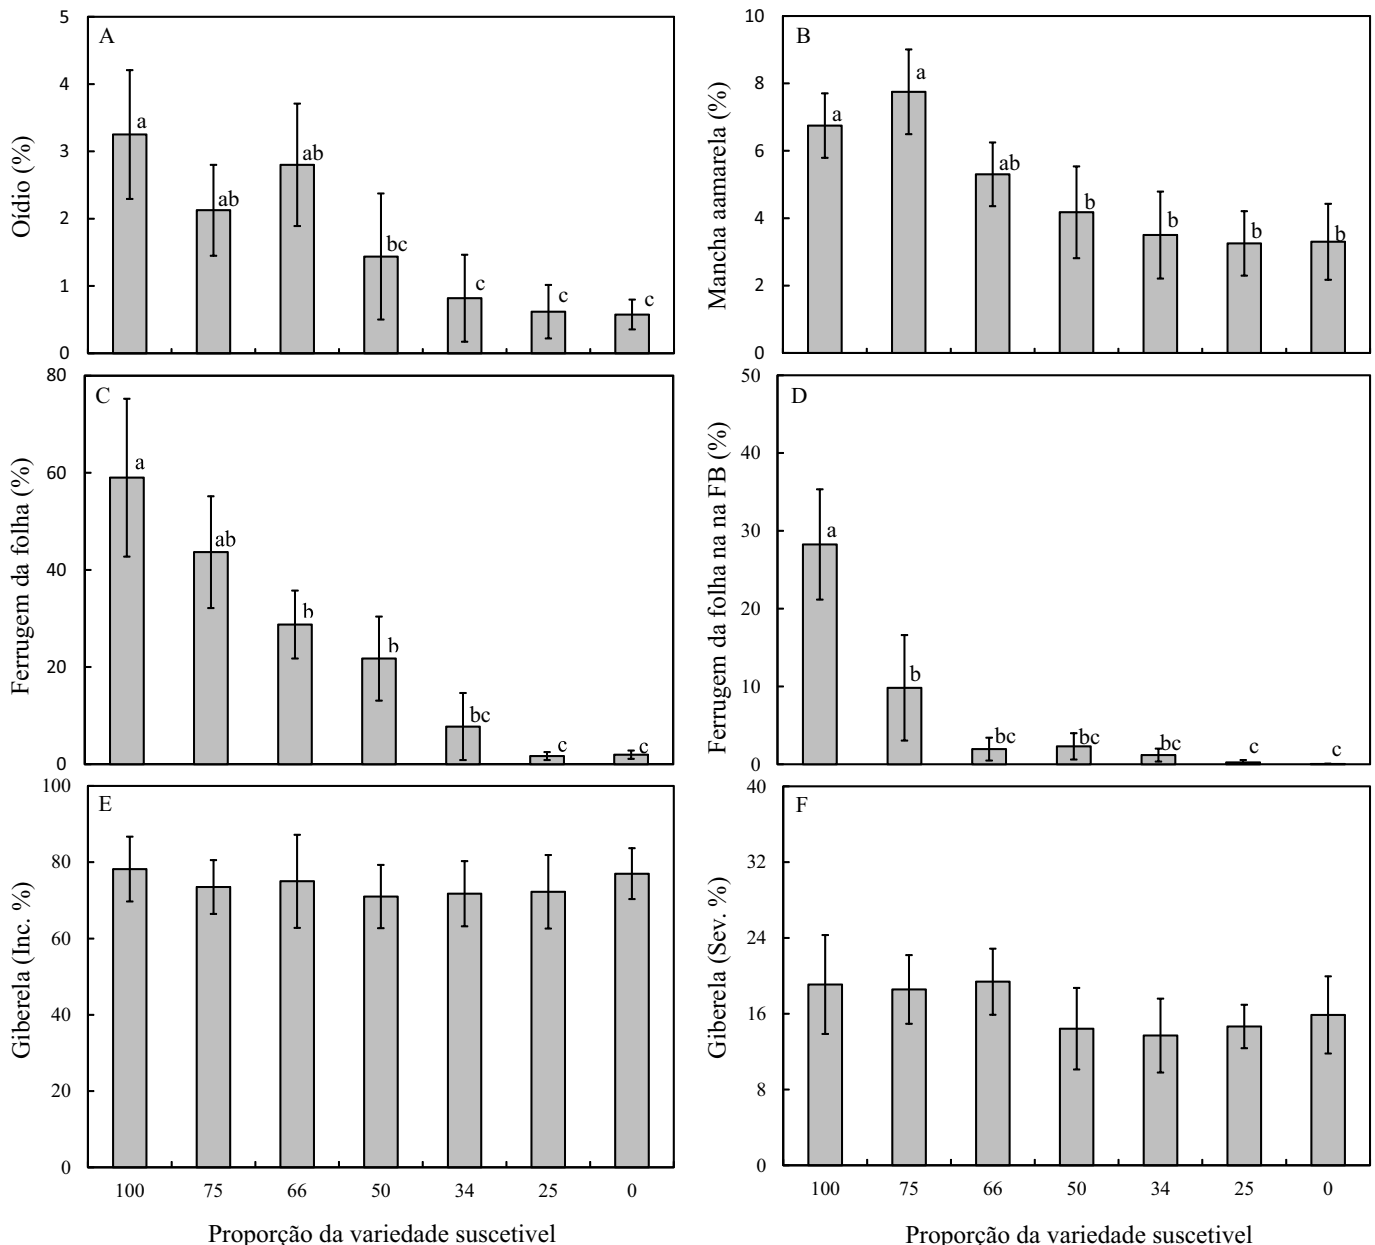 A
Oídio (%)
5
4
3
2
1
0
a
ab
ab
bc
c
c
c
B
Mancha aamarela (%)
10
8
6
4
2
0
a
a
ab
b
b
b
b
C
Ferrugem da folha (%)
80
60
40
20
0
a
ab
b
b
bc
c
c
D
Ferrugem da folha na na FB (%)
50
40
30
20
10
0
a
b
bc
bc
bc
c
c
E
Giberela (Inc. %)
100
80
60
40
20
0
100 75 66 50 34 25 0
Proporção da variedade suscetivel
F
Giberela (Sev. %)
40
32
24
16
8
0
100 75 66 50 34 25 0
Proporção da variedade suscetivel